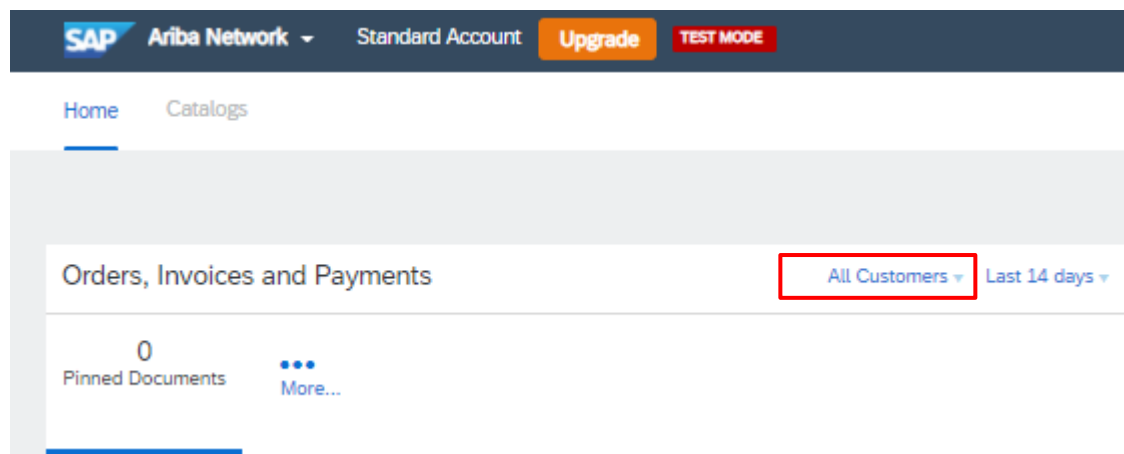 SAP Ariba Network Standard Account Upgrade TEST MODE
Home Catalogs
Orders, Invoices and Payments All Customers Last 14 days
0
Pinned Documents
More...